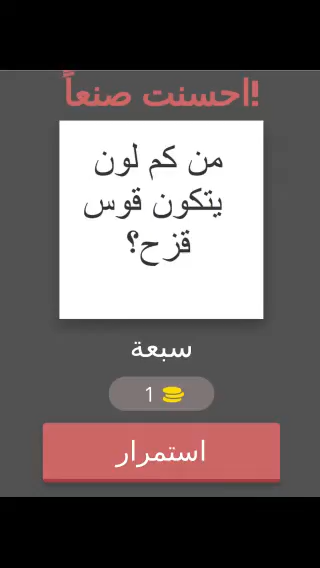 احسنت صنعاً!
من كم لون
يتكون قوس
قزح؟
سبعة
1
استمرار